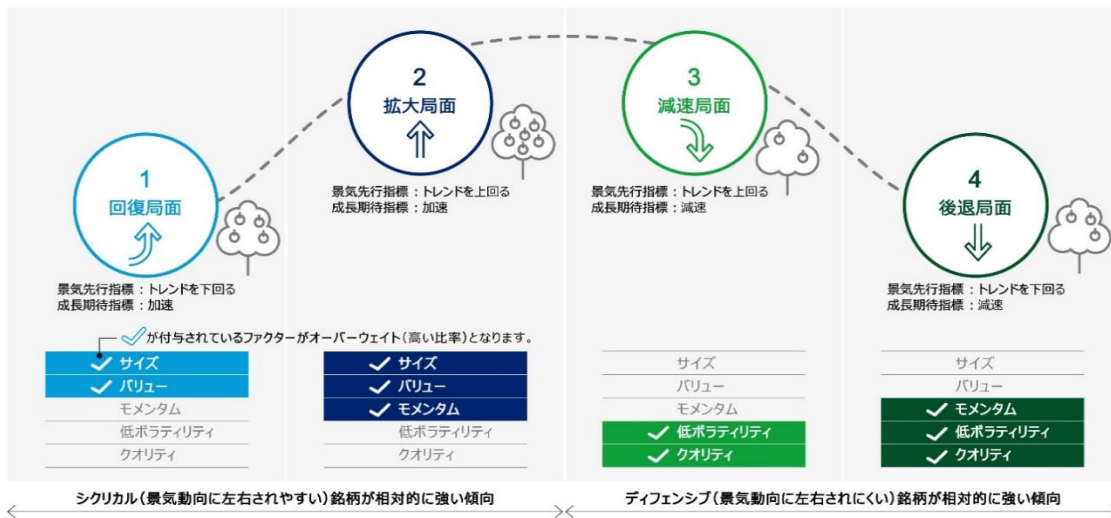 1
回復局面
景気先行指標：トレンドを下回る
成長期待指標：加速
2
拡大局面
景気先行指標：トレンドを上回る
成長期待指標：加速
3
減速局面
景気先行指標：トレンドを上回る
成長期待指標：減速
4
後退局面
景気先行指標：トレンドを下回る
成長期待指標：減速
が付与されているファクターがオーバーウェイト（高い比率）となります。
サイズ
バリュー
モメンタム
低ボラティリティ
クオリティ
サイズ
バリュー
モメンタム
低ボラティリティ
クオリティ
サイズ
バリュー
モメンタム
低ボラティリティ
クオリティ
サイズ
バリュー
モメンタム
低ボラティリティ
クオリティ
シクリカル（景気動向に左右されやすい）銘柄が相対的に強い傾向
ディフェンシブ（景気動向に左右されにくい）銘柄が相対的に強い傾向